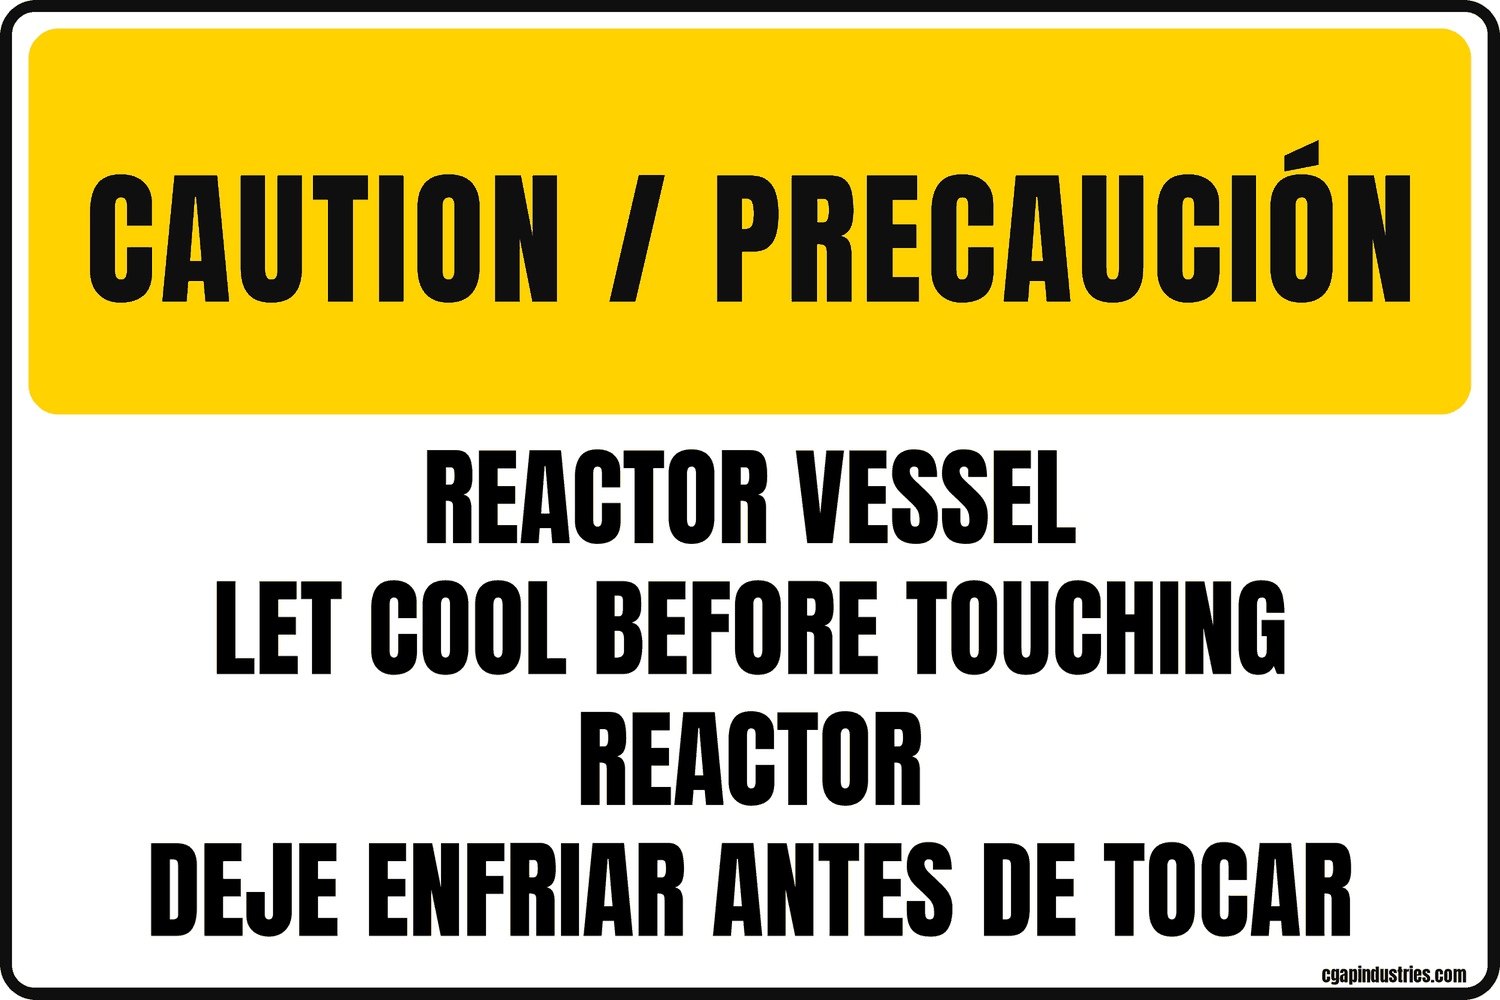 CAUTION / PRECAUCIÓN
REACTOR VESSEL
LET COOL BEFORE TOUCHING
REACTOR
DEJE ENFRIAR ANTES DE TOCAR
cgapindustries.com